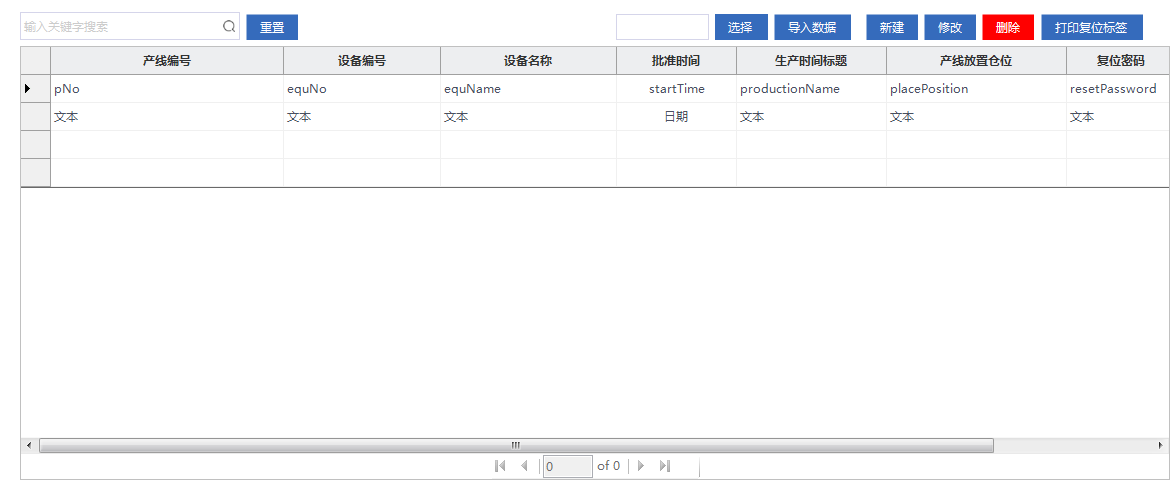 输入关键字搜索 重置 选择 导入数据 新建 修改 删除 打印复位标签
产线编号 设备编号 设备名称 批准时间 生产时间标题 产线放置仓位 复位密码
pNo equNo equName startTime productionName placePosition resetPassword
文本 文本 文本 日期 文本 文本 文本
0 of 0